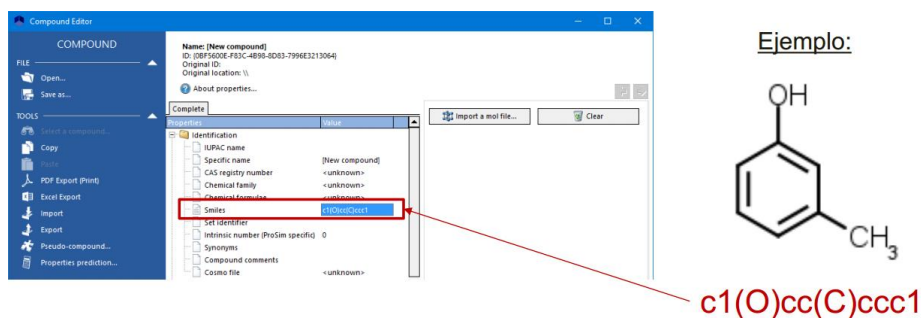 Compound Editor
COMPOUND
FILE
Open...
Save as...
TOOLS
Select a compound...
Copy
Paste
PDF Export (Print)
Excel Export
Import
Export
Pseudo-compound...
Properties prediction...
Name: [New compound]
ID: {0BF5600E-F83C-4B98-8D83-7996E3213064}
Original ID:
Original location: \\
About properties...
Complete
Properties Value
Identification
IUPAC name
Specific name [New compound]
CAS registry number <unknown>
Chemical family <unknown>
Chemical formulae <unknown>
Smiles c1(O)cc(C)ccc1
Set identifier
Intrinsic number (ProSim specific) 0
Synonyms
Compound comments
Cosmo file <unknown>
Import a mol file...
Clear
Ejemplo:
OH
CH3
c1(O)cc(C)ccc1